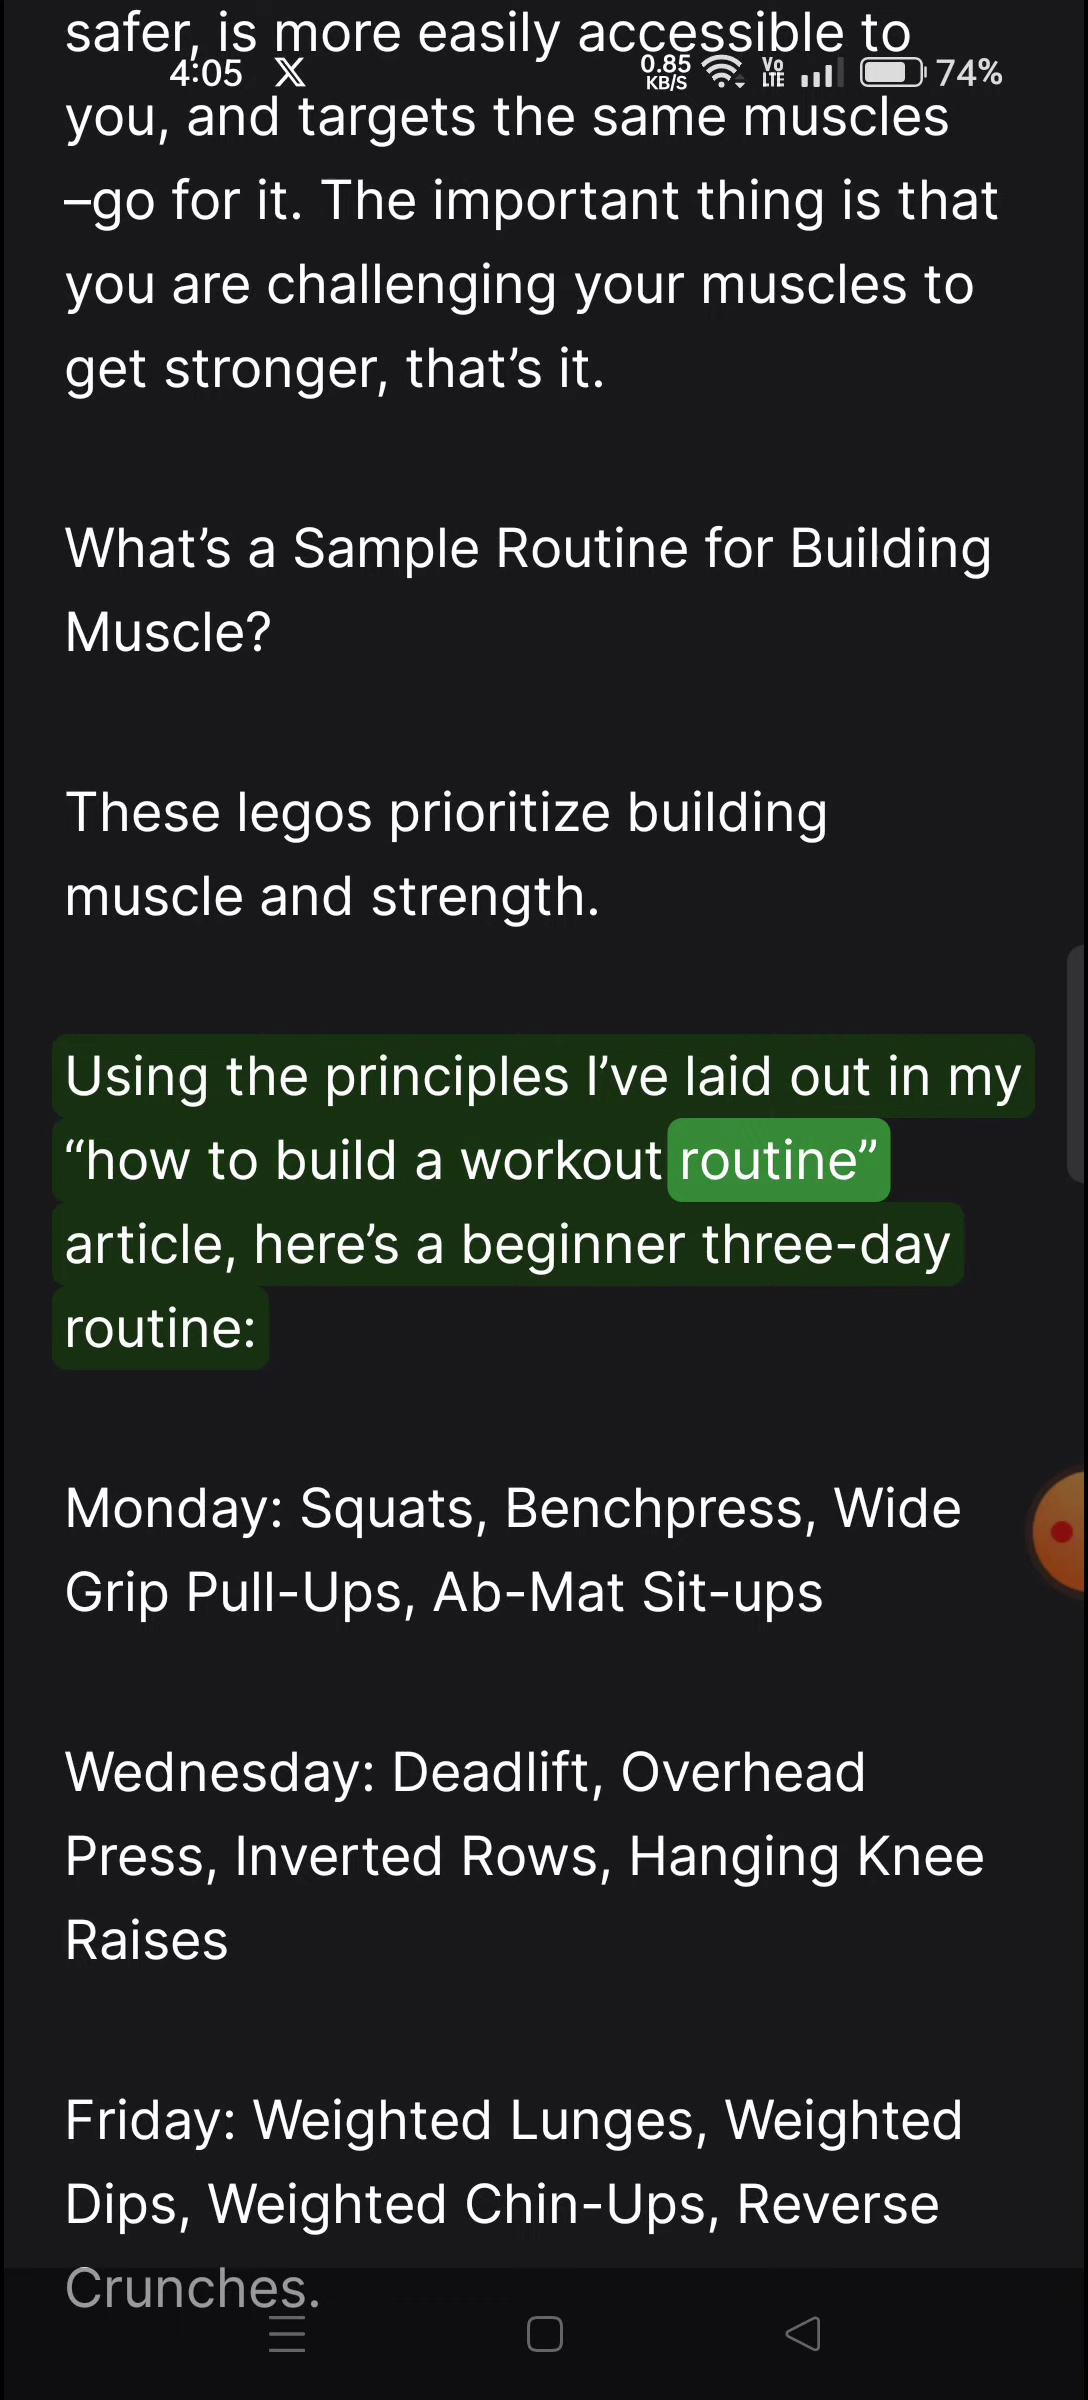 safer, is more easily accessible to
4:05 X 0.85 KB/S Vo LTE 74%
you, and targets the same muscles
–go for it. The important thing is that
you are challenging your muscles to
get stronger, that’s it.
What’s a Sample Routine for Building
Muscle?
These legos prioritize building
muscle and strength.
Using the principles I’ve laid out in my
“how to build a workout routine”
article, here’s a beginner three-day
routine:
Monday: Squats, Benchpress, Wide
Grip Pull-Ups, Ab-Mat Sit-ups
Wednesday: Deadlift, Overhead
Press, Inverted Rows, Hanging Knee
Raises
Friday: Weighted Lunges, Weighted
Dips, Weighted Chin-Ups, Reverse
Crunches.